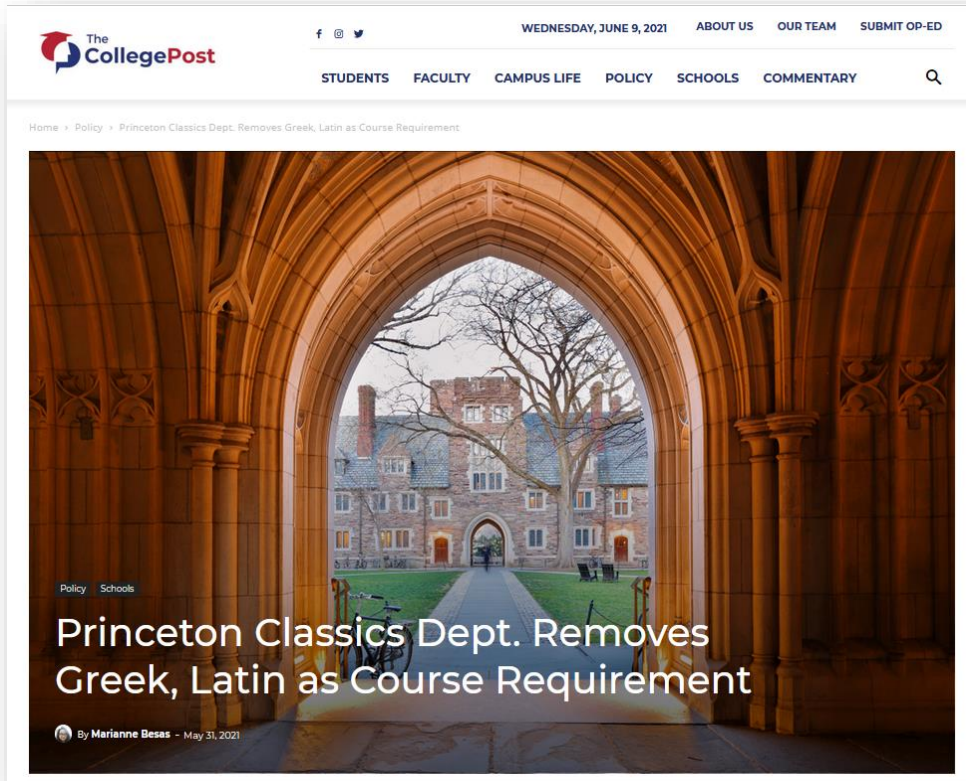 The
CollegePost
WEDNESDAY, JUNE 9, 2021 ABOUT US OUR TEAM SUBMIT OP-ED
STUDENTS FACULTY CAMPUS LIFE POLICY SCHOOLS COMMENTARY
Home › Policy › Princeton Classics Dept. Removes Greek, Latin as Course Requirement
Policy Schools
Princeton Classics Dept. Removes
Greek, Latin as Course Requirement
By Marianne Besas - May 31, 2021